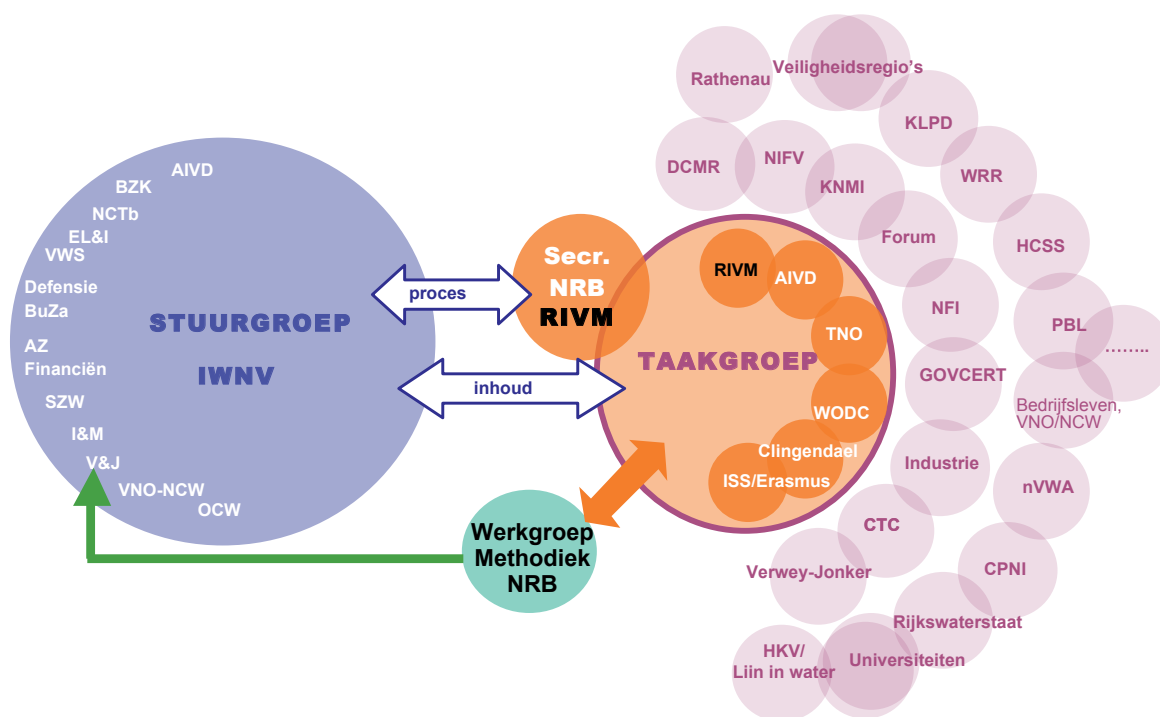 AIVD
BZK
NCTb
EL&I
VWS
Defensie
BuZa
AZ
Financiën
SZW
I&M
V&J
VNO-NCW
OCW
STUURGROEP
IWNV
proces
inhoud
Secr.
NRB
RIVM
Werkgroep
Methodiek
NRB
TAAKGROEP
RIVM
AIVD
TNO
WODC
Clingendael
ISS/Erasmus
Rathenau
Veiligheidsregio's
KLPD
DCMR
NIFV
KNMI
WRR
Forum
HCSS
NFI
PBL
........
GOVCERT
Bedrijfsleven,
VNO/NCW
Industrie
nVWA
CTC
CPNI
Verwey-Jonker
Rijkswaterstaat
HKV/
Liin in water
Universiteiten